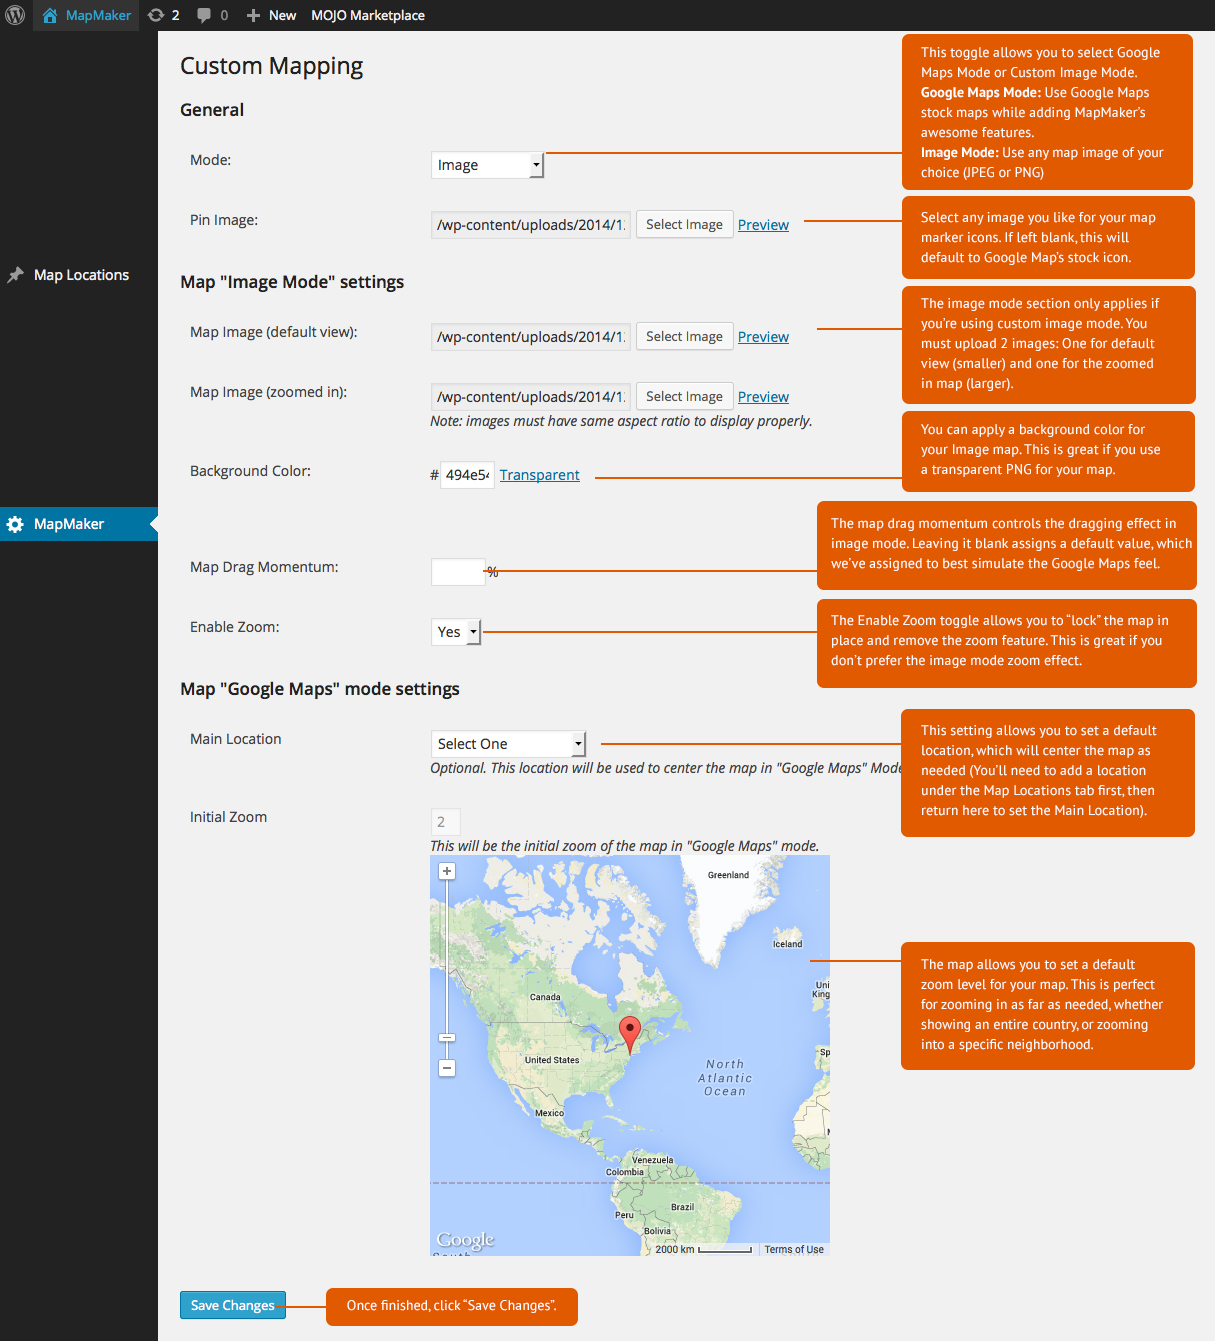 MapMaker 2 0 New MOJO Marketplace
Custom Mapping
General
Mode:
Image
This toggle allows you to select Google
Maps Mode or Custom Image Mode.
Google Maps Mode: Use Google Maps
stock maps while adding MapMaker's
awesome features.
Image Mode: Use any map image of your
choice (JPEG or PNG)
Pin Image:
/wp-content/uploads/2014/1 Select Image Preview
Select any image you like for your map
marker icons. If left blank, this will
default to Google Map's stock icon.
Map Locations
Map "Image Mode" settings
Map Image (default view):
/wp-content/uploads/2014/1 Select Image Preview
The image mode section only applies if
you're using custom image mode. You
must upload 2 images: One for default
view (smaller) and one for the zoomed
in map (larger).
Map Image (zoomed in):
/wp-content/uploads/2014/1 Select Image Preview
Note: images must have same aspect ratio to display properly.
Background Color:
# 494e54 Transparent
You can apply a background color for
your Image map. This is great if you use
a transparent PNG for your map.
MapMaker
Map Drag Momentum:
%
The map drag momentum controls the dragging effect in
image mode. Leaving it blank assigns a default value, which
we've assigned to best simulate the Google Maps feel.
Enable Zoom:
Yes
The Enable Zoom toggle allows you to “lock” the map in
place and remove the zoom feature. This is great if you
don't prefer the image mode zoom effect.
Map "Google Maps" mode settings
Main Location
Select One
Optional. This location will be used to center the map in "Google Maps" Mode
This setting allows you to set a default
location, which will center the map as
needed (You'll need to add a location
under the Map Locations tab first, then
return here to set the Main Location).
Initial Zoom
2
This will be the initial zoom of the map in "Google Maps" mode.
Greenland
Iceland
Uni
King
Canada
United States
Sp
North
Atlantic
Ocean
Mexico
Venezuela
Colombia
Brazil
Peru
Bolivia
Google
South
2000 km Terms of Use
The map allows you to set a default
zoom level for your map. This is perfect
for zooming in as far as needed, whether
showing an entire country, or zooming
into a specific neighborhood.
Save Changes
Once finished, click “Save Changes”.